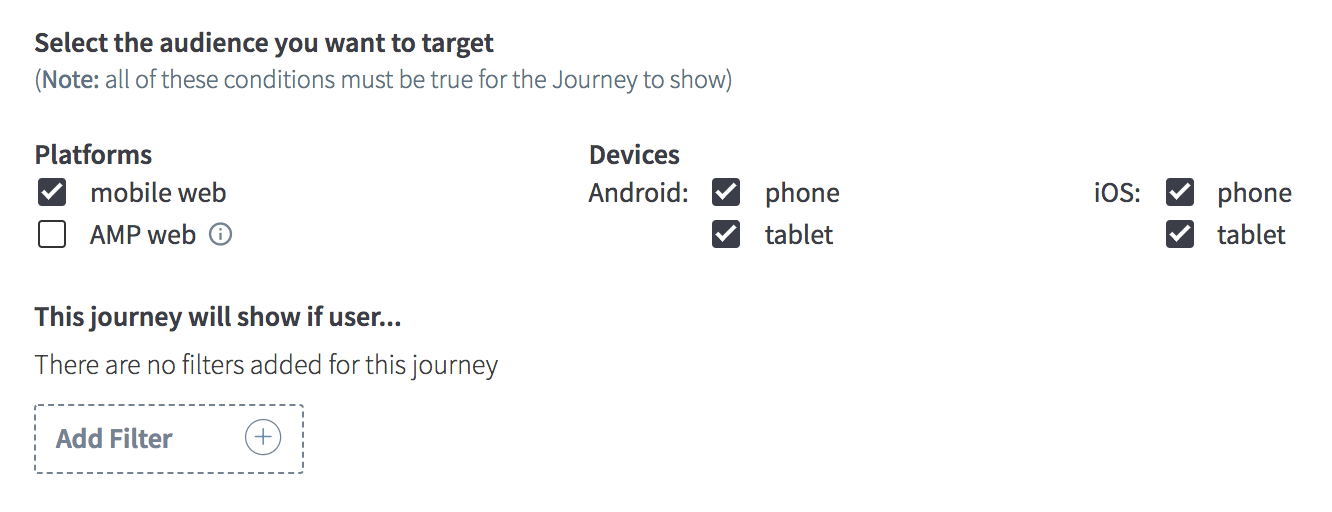 Select the audience you want to target
(Note: all of these conditions must be true for the Journey to show)
Platforms
mobile web
AMP web
Devices
Android: phone
tablet
iOS: phone
tablet
This journey will show if user...
There are no filters added for this journey
Add Filter